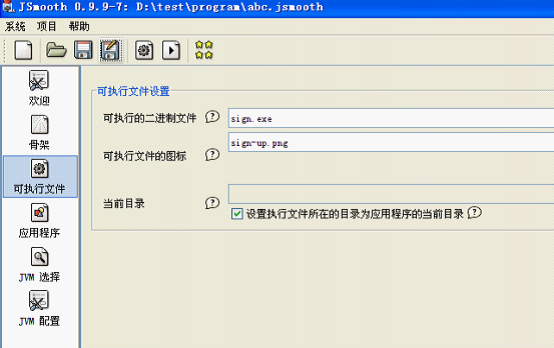 JSmooth 0.9.9-7: D:\test\program\abc.jsmooth
系统 项目 帮助
欢迎
骨架
可执行文件
应用程序
JVM 选择
JVM 配置
可执行文件设置
可执行的二进制文件 sign.exe
可执行文件的图标 sign-up.png
当前目录
设置执行文件所在的目录为应用程序的当前目录